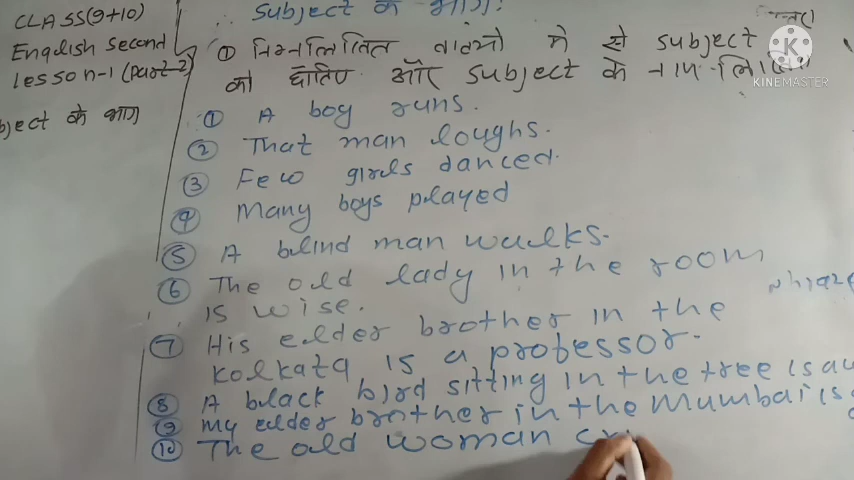 CLASS(9+10)
English Second
Lesson-1 (Part-2)
bject के भाग
Subject के भाग:
① निम्नलिखित वाक्यों में से subject
को छाँटिए और subject के नाम लिखिए
① A boy runs.
② That man loughs.
③ Few girls danced.
④ Many boys played
⑤ A blind man walks.
⑥ The old lady in the room
is wise.
⑦ His elder brother in the
Kolkata is a professor.
⑧ A black bird sitting in the tree is
⑨ My elder brother in the Mumbai is
⑩ The old woman
KINEMASTER